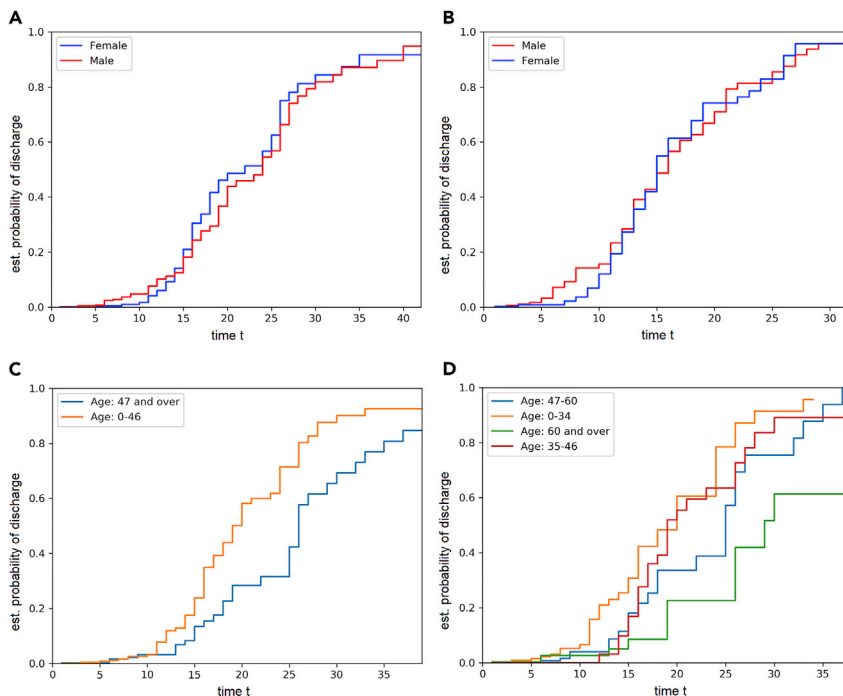 A
Female
Male
est. probability of discharge
1.0
0.8
0.6
0.4
0.2
0.0
0 5 10 15 20 25 30 35 40
time t
B
Male
Female
est. probability of discharge
1.0
0.8
0.6
0.4
0.2
0.0
0 5 10 15 20 25 30
time t
C
Age: 47 and over
Age: 0-46
est. probability of discharge
1.0
0.8
0.6
0.4
0.2
0.0
0 5 10 15 20 25 30 35
time t
D
Age: 47-60
Age: 0-34
Age: 60 and over
Age: 35-46
est. probability of discharge
1.0
0.8
0.6
0.4
0.2
0.0
0 5 10 15 20 25 30 35
time t